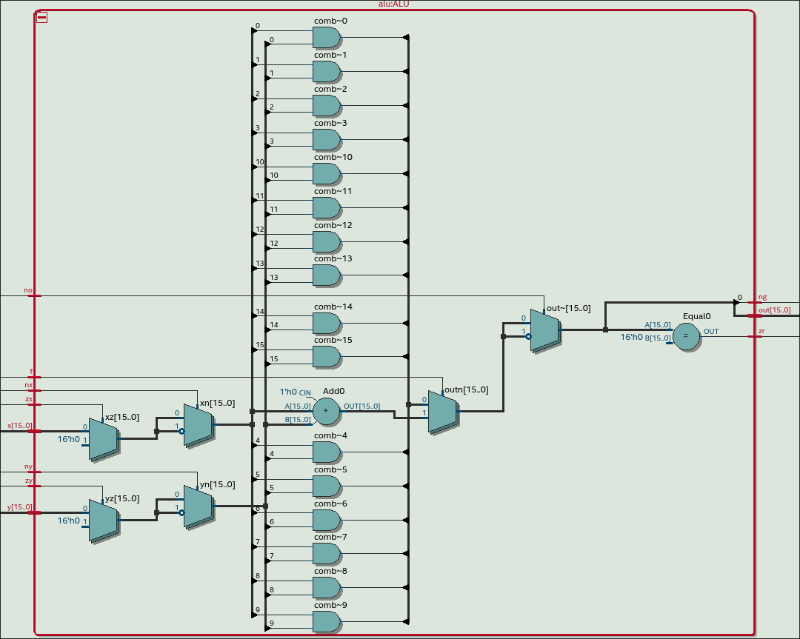 alu:ALU
comb~0
0
0
comb~1
1
1
comb~2
2
2
comb~3
3
3
comb~10
10
10
comb~11
11
11
comb~12
12
12
comb~13
13
13
no
comb~14
14
14
comb~15
15
15
out~[15..0]
0
1
0
ng
out[15..0]
zr
Equal0
A[15..0]
16'h0 B[15..0]
=
OUT
f
nx
zx
x[15..0]
xz[15..0]
0
16'h0 1
xn[15..0]
0
1
1'h0 CIN
Add0
A[15..0]
B[15..0]
+
OUT[15..0]
outn[15..0]
0
1
comb~4
4
4
comb~5
5
5
ny
zy
y[15..0]
yz[15..0]
0
16'h0 1
yn[15..0]
0
1
comb~6
6
6
comb~7
7
7
comb~8
8
8
comb~9
9
9